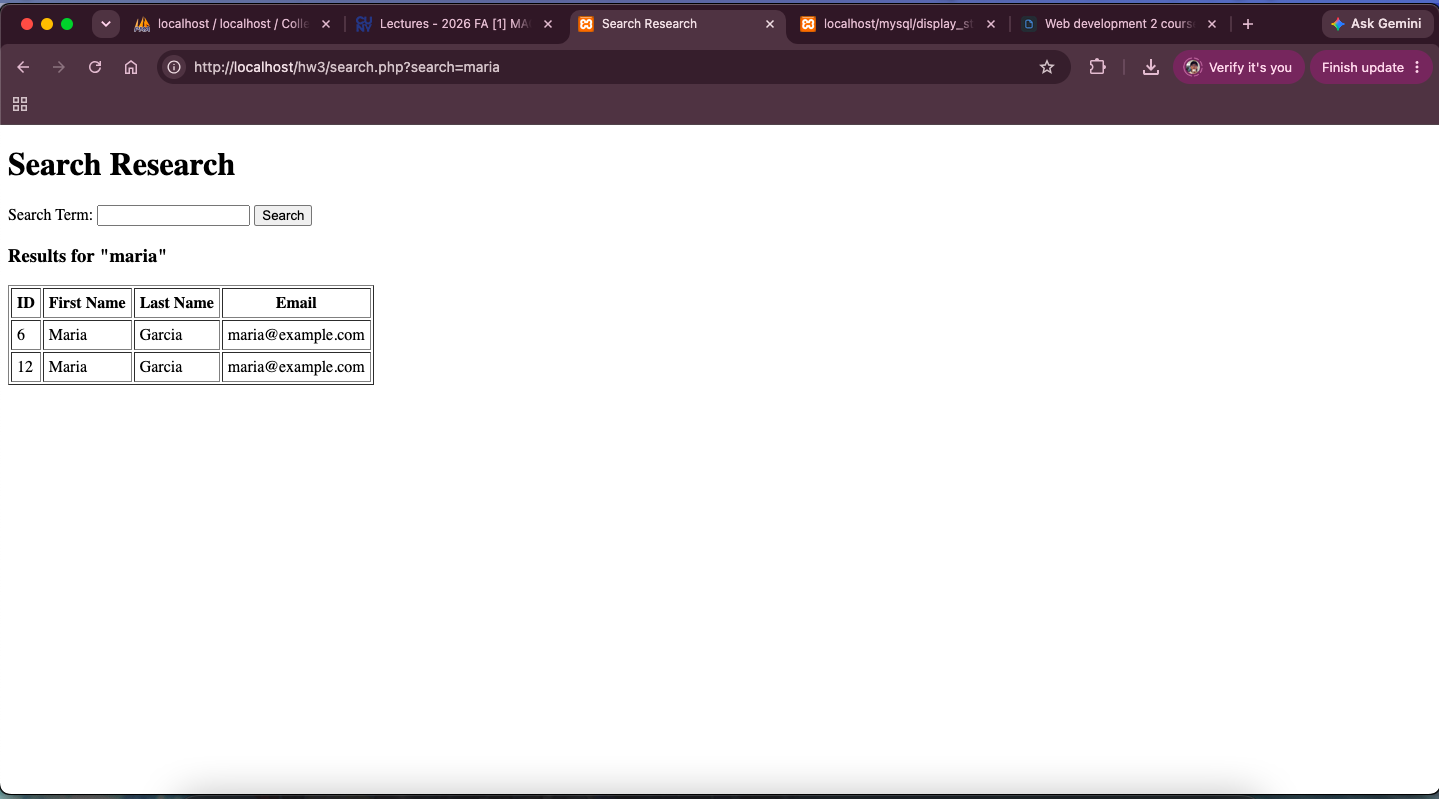 localhost / localhost / Colle
Lectures - 2026 FA [1] MA
Search Research
localhost/mysql/display_st
Web development 2 cours
Ask Gemini
http://localhost/hw3/search.php?search=maria
Verify it's you
Finish update
Search Research
Search Term:
Search
Results for "maria"
ID First Name Last Name Email
6 Maria Garcia maria@example.com
12 Maria Garcia maria@example.com